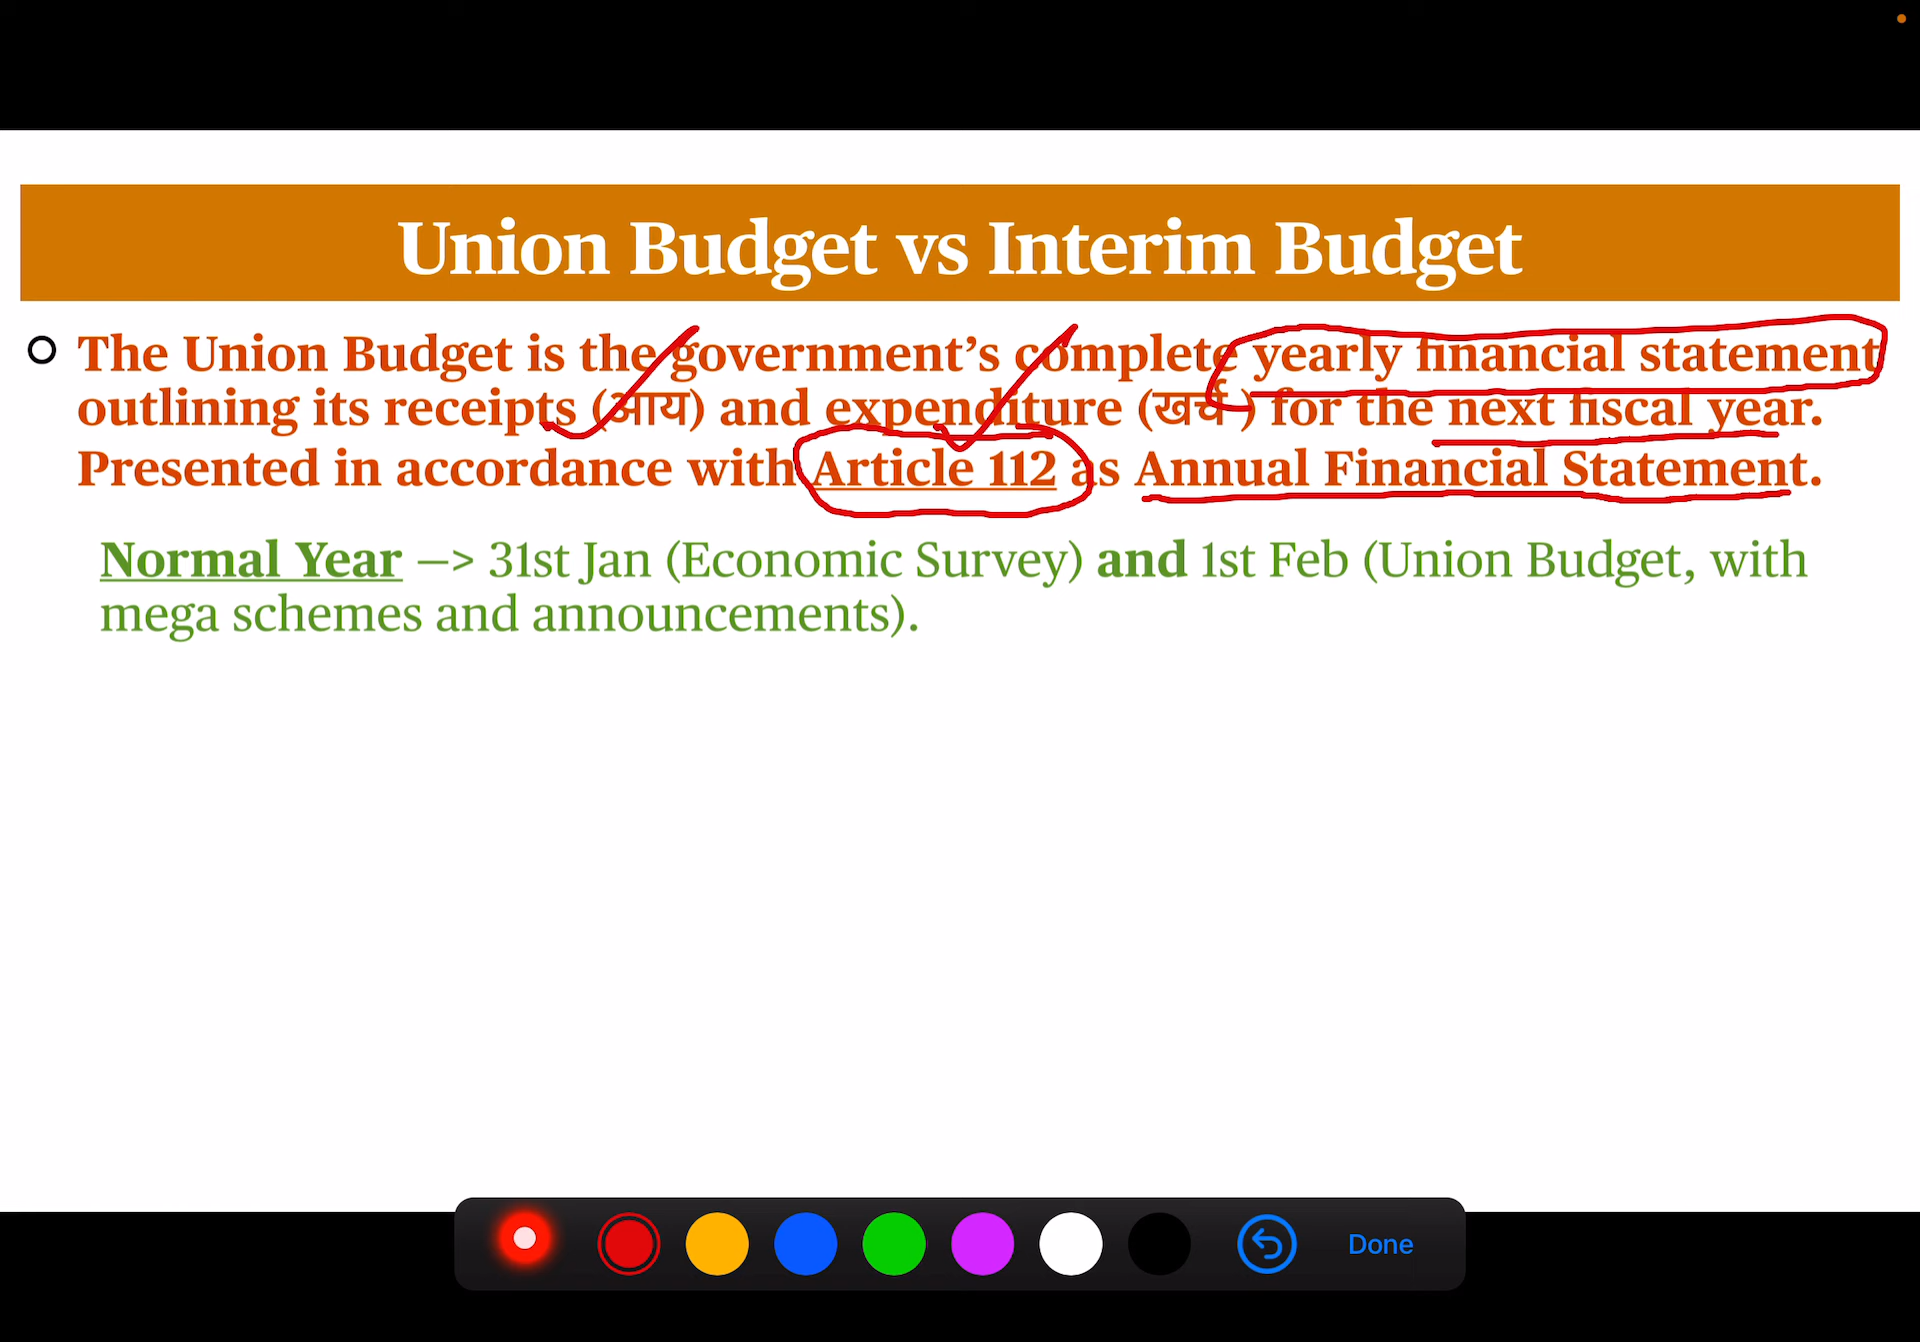 Union Budget vs Interim Budget
The Union Budget is the government's complete yearly financial statement
outlining its receipts (आय) and expenditure (खर्च ) for the next fiscal year.
Presented in accordance with Article 112 as Annual Financial Statement.
Normal Year —> 31st Jan (Economic Survey) and 1st Feb (Union Budget, with
mega schemes and announcements).
Done